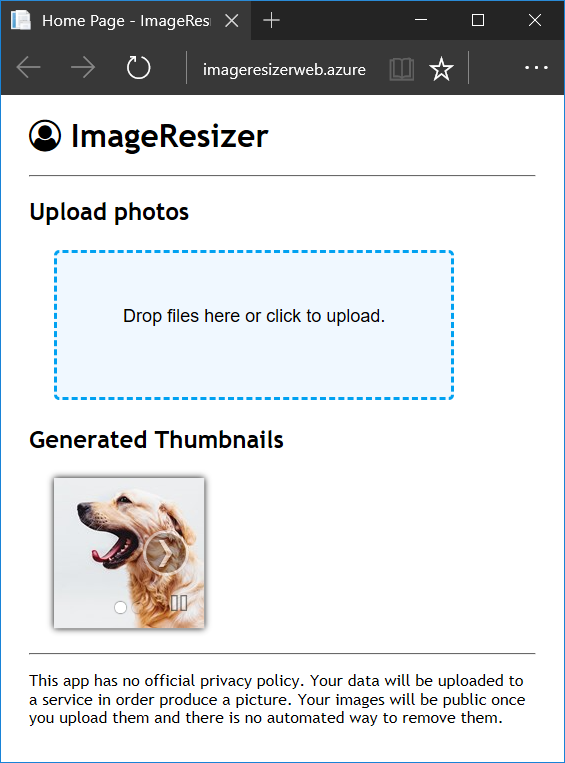 Home Page - ImageResi
imageresizerweb.azure
ImageResizer
Upload photos
Drop files here or click to upload.
Generated Thumbnails
This app has no official privacy policy. Your data will be uploaded to
a service in order produce a picture. Your images will be public once
you upload them and there is no automated way to remove them.